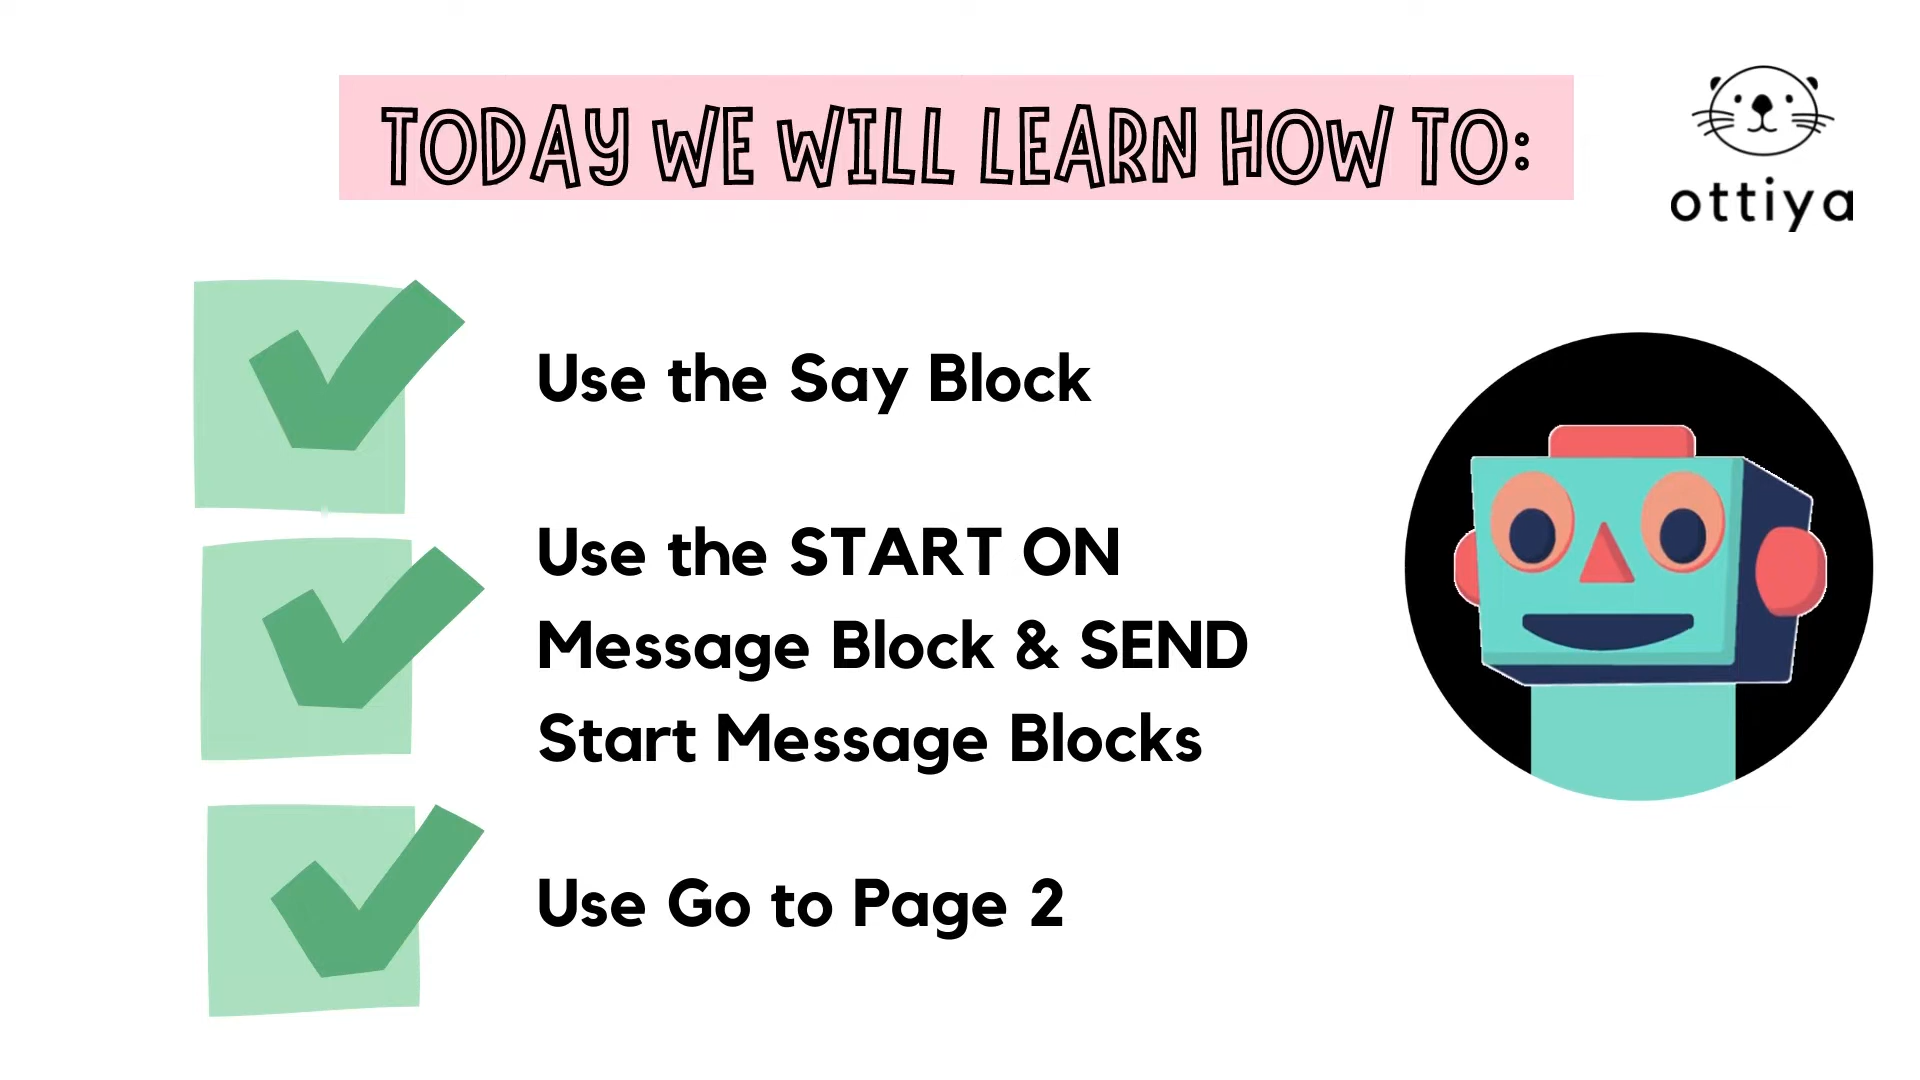 TODAY WE WILL LEARN HOW TO:
ottiya
Use the Say Block
Use the START ON
Message Block & SEND
Start Message Blocks
Use Go to Page 2